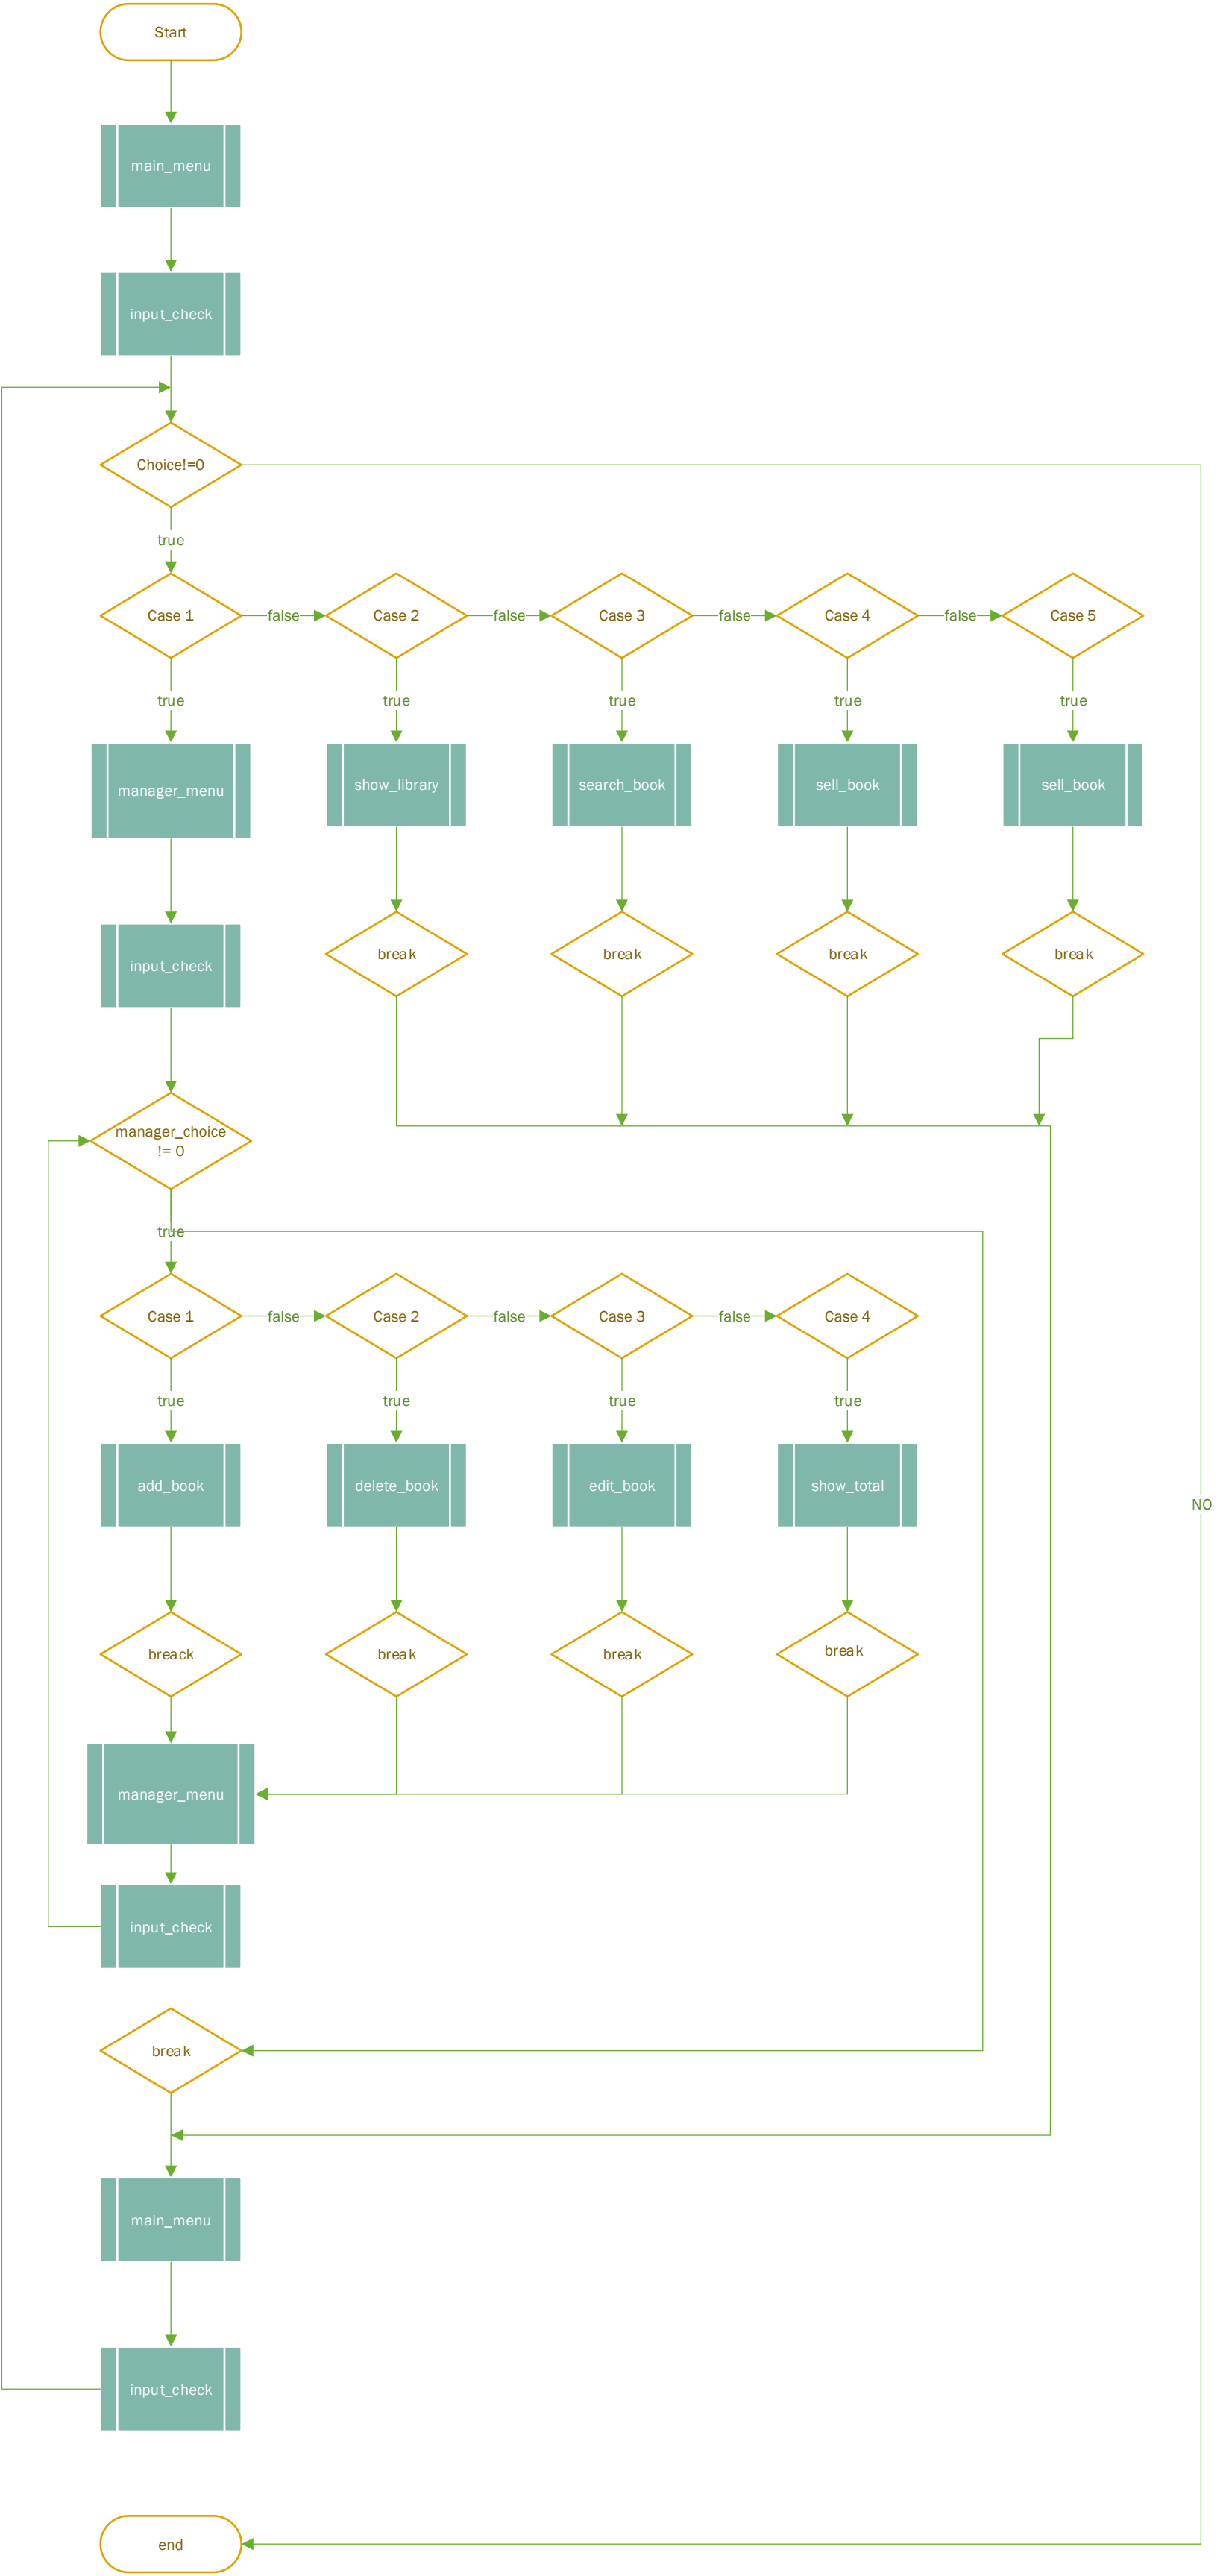 Start
main_menu
input_check
Choice!=0
true
Case 1
false
Case 2
false
Case 3
false
Case 4
false
Case 5
true
true
true
true
true
manager_menu
show_library
search_book
sell_book
sell_book
input_check
break
break
break
break
manager_choice
!= 0
true
Case 1
false
Case 2
false
Case 3
false
Case 4
true
true
true
true
add_book
delete_book
edit_book
show_total
NO
breack
break
break
break
manager_menu
input_check
break
main_menu
input_check
end